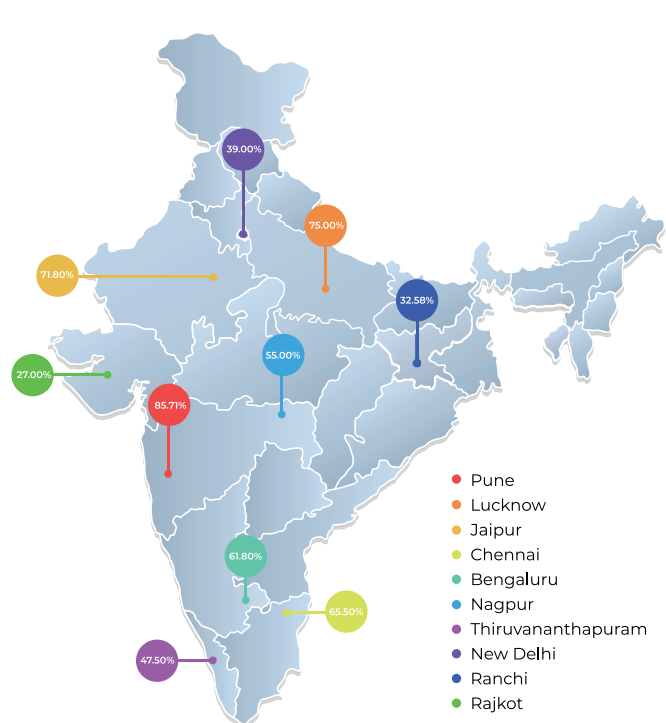 39.00%
75.00%
71.80%
32.58%
55.00%
27.00%
85.71%
61.80%
65.50%
47.50%
Pune
Lucknow
Jaipur
Chennai
Bengaluru
Nagpur
Thiruvananthapuram
New Delhi
Ranchi
Rajkot